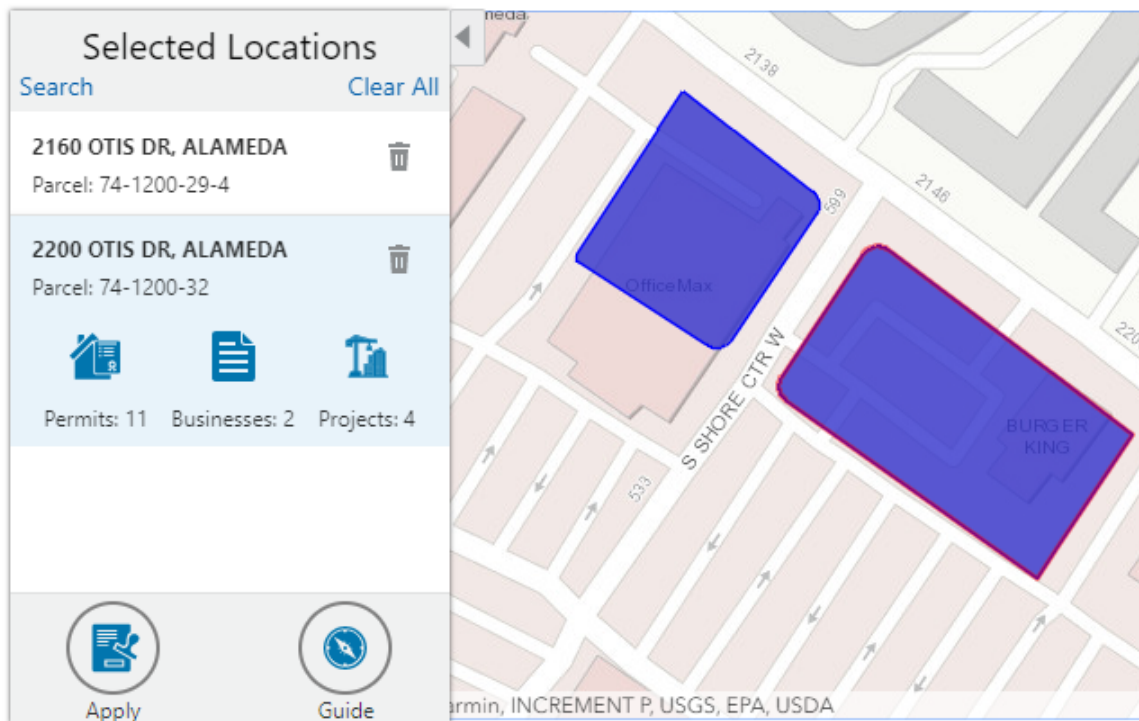 Selected Locations
Search
Clear All
2160 OTIS DR, ALAMEDA
Parcel: 74-1200-29-4
2200 OTIS DR, ALAMEDA
Parcel: 74-1200-32
Permits: 11
Businesses: 2
Projects: 4
Apply
Guide
2138
2146
599
OfficeMax
S SHORE CTR W
BURGER
KING
533
INCREMENT P, USGS, EPA, USDA